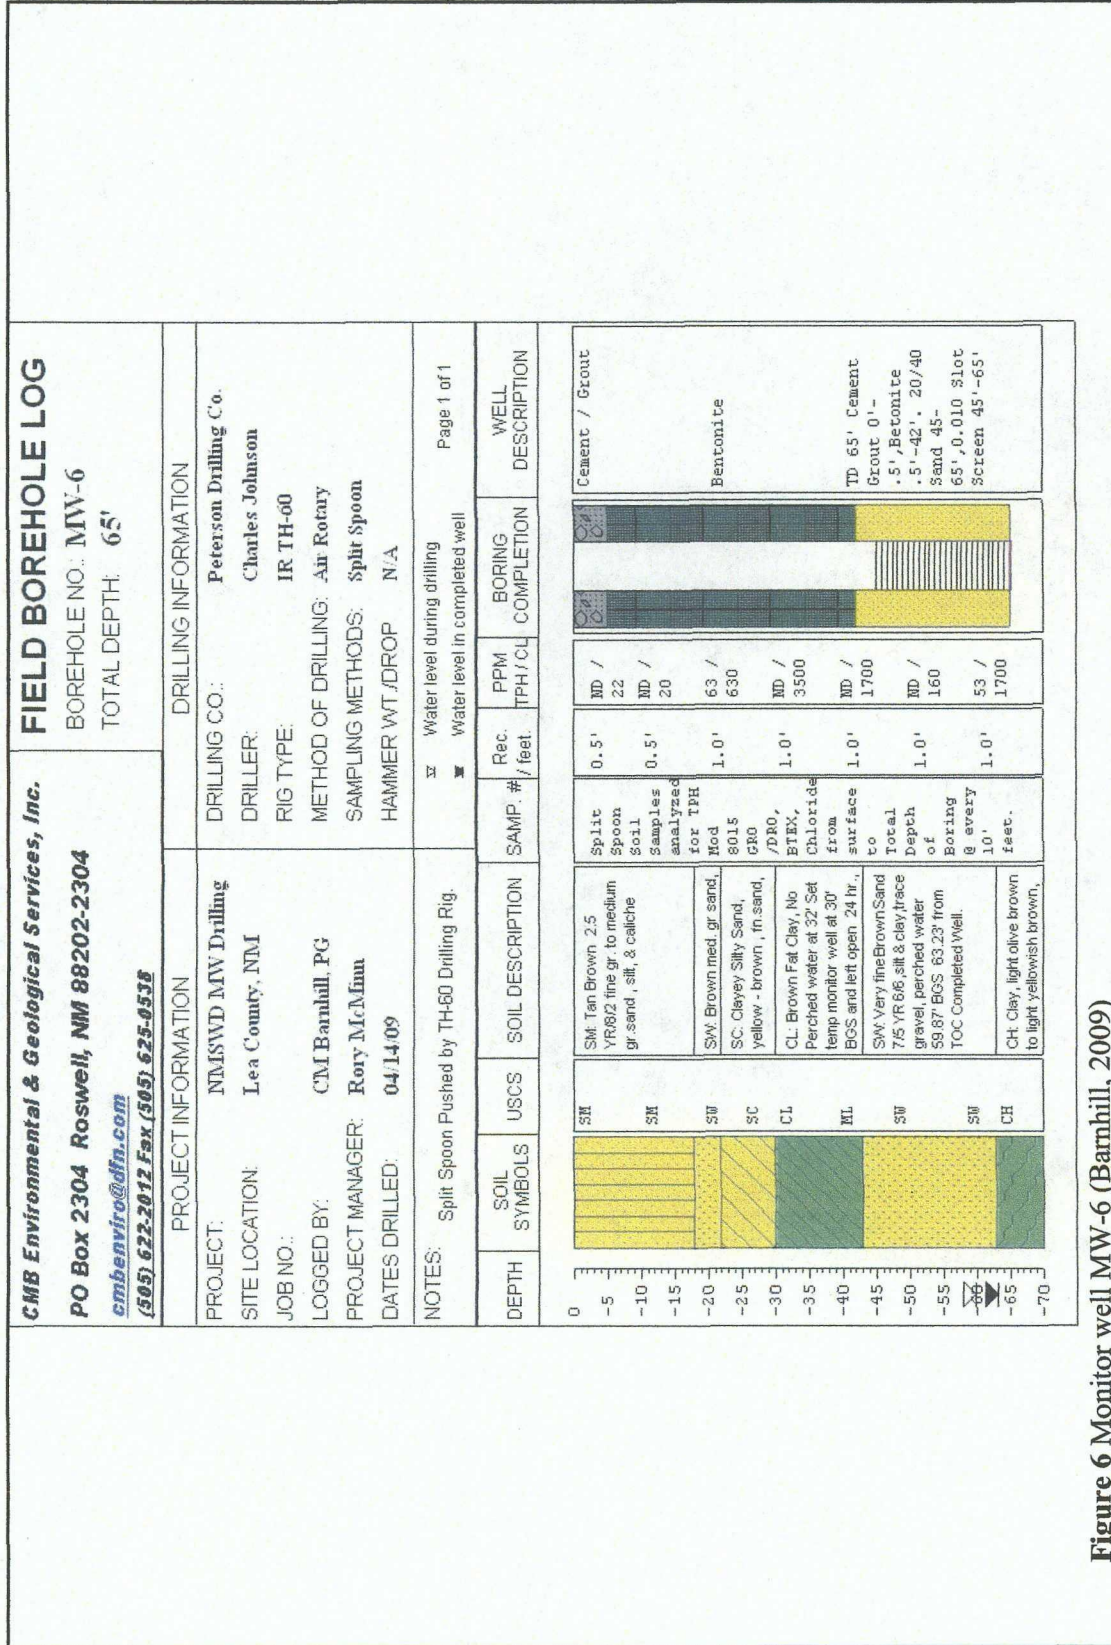 CMB Environmental & Geological Services, Inc.
PO Box 2304 Roswell, NM 88202-2304
cmbenviro@dfn.com
(505) 622-2012 Fax (505) 625-0538
FIELD BOREHOLE LOG
BOREHOLE NO.: MW-6
TOTAL DEPTH: 65'
PROJECT INFORMATION
PROJECT: NMSWD MW Drilling
SITE LOCATION: Lea County, NM
JOB NO.:
LOGGED BY: CM Barnhill, PG
PROJECT MANAGER: Rory McMinn
DATES DRILLED: 04/14/09
DRILLING INFORMATION
DRILLING CO.: Peterson Drilling Co.
DRILLER: Charles Johnson
RIG TYPE: IR TH-60
METHOD OF DRILLING: Air Rotary
SAMPLING METHODS: Split Spoon
HAMMER WT./DROP N/A
NOTES: Split Spoon Pushed by TH-60 Drilling Rig.
Water level during drilling
Water level in completed well
Page 1 of 1
DEPTH
SOIL
SYMBOLS
USCS
SOIL DESCRIPTION
SAMP. #
Rec.
/ feet.
PPM
TPH / CL
BORING
COMPLETION
WELL
DESCRIPTION
0
-5
-10
-15
-20
-25
-30
-35
-40
-45
-50
-55
-60
-65
-70
SM
SM
SW
SC
CL
ML
SW
SW
CH
SM: Tan Brown 2.5
YR/8/2 fine gr. to medium
gr.sand , silt, & caliche
SW: Brown med. gr sand,
SC: Clayey Silty Sand,
yellow - brown , fn.sand,
CL: Brown Fat Clay, No
Perched water at 32' Set
temp monitor well at 30'
BGS and left open 24 hr.,
SW: Very fineBrownSand
7/5 YR 6/6,silt & clay,trace
gravel, perched water
59.87' BGS 63.23' from
TOC Completed Well.
CH: Clay, light olive brown
to light yellowish brown,
Split
Spoon
Soil
Samples
analyzed
for TPH
Mod
8015
GRO
/DRO,
BTEX,
Chloride
from
surface
to
Total
Depth
of
Boring
@ every
10'
feet.
0.5'
0.5'
1.0'
1.0'
1.0'
1.0'
1.0'
ND /
22
ND /
20
63 /
630
ND /
3500
ND /
1700
ND /
160
53 /
1700
Cement / Grout
Bentonite
TD 65' Cement
Grout 0'-
.5',Betonite
.5'-42'. 20/40
Sand 45-
65',0.010 Slot
Screen 45'-65'
Figure 6 Monitor well MW-6 (Barnhill, 2009)